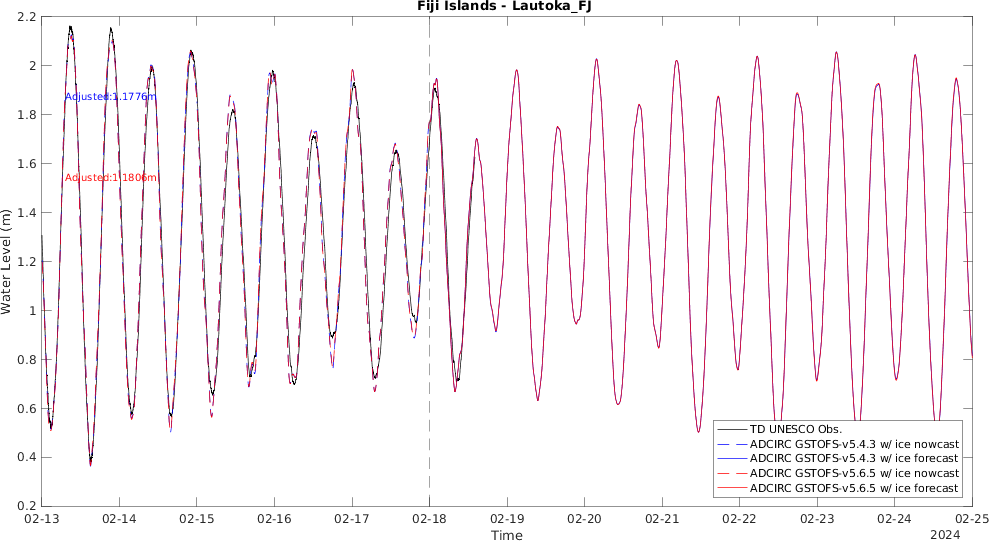 Fiji Islands - Lautoka_FJ
2.2
2
1.8
1.6
1.4
1.2
1
0.8
0.6
0.4
0.2
Water Level (m)
Adjusted:1.1776m
Adjusted:1.1806m
TD UNESCO Obs.
ADCIRC GSTOFS-v5.4.3 w/ ice nowcast
ADCIRC GSTOFS-v5.4.3 w/ ice forecast
ADCIRC GSTOFS-v5.6.5 w/ ice nowcast
ADCIRC GSTOFS-v5.6.5 w/ ice forecast
02-13 02-14 02-15 02-16 02-17 02-18 02-19 02-20 02-21 02-22 02-23 02-24 02-25
Time
2024